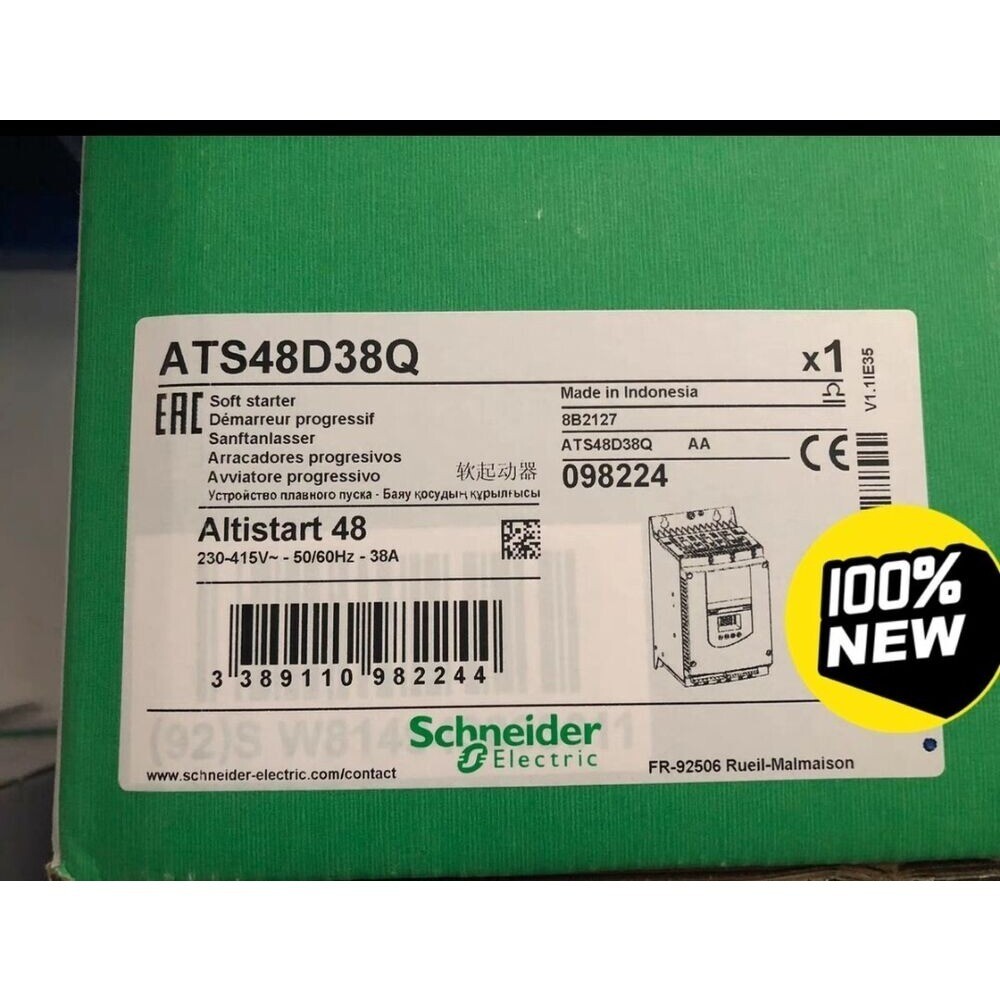 ATS48D38Q
x1
EAC
Soft starter
Démarreur progressif
Sanftanlasser
Arracadores progresivos
Avviatore progressivo
软起动器
Устройство плавного пуска - Баяу қосудың құрылғысы
Made in Indonesia
8B2127
ATS48D38Q AA
098224
CE
V1.1IE35
Altistart 48
230-415V~ - 50/60Hz - 38A
3 389110 982244
100%
NEW
Schneider
Electric
www.schneider-electric.com/contact
FR-92506 Rueil-Malmaison